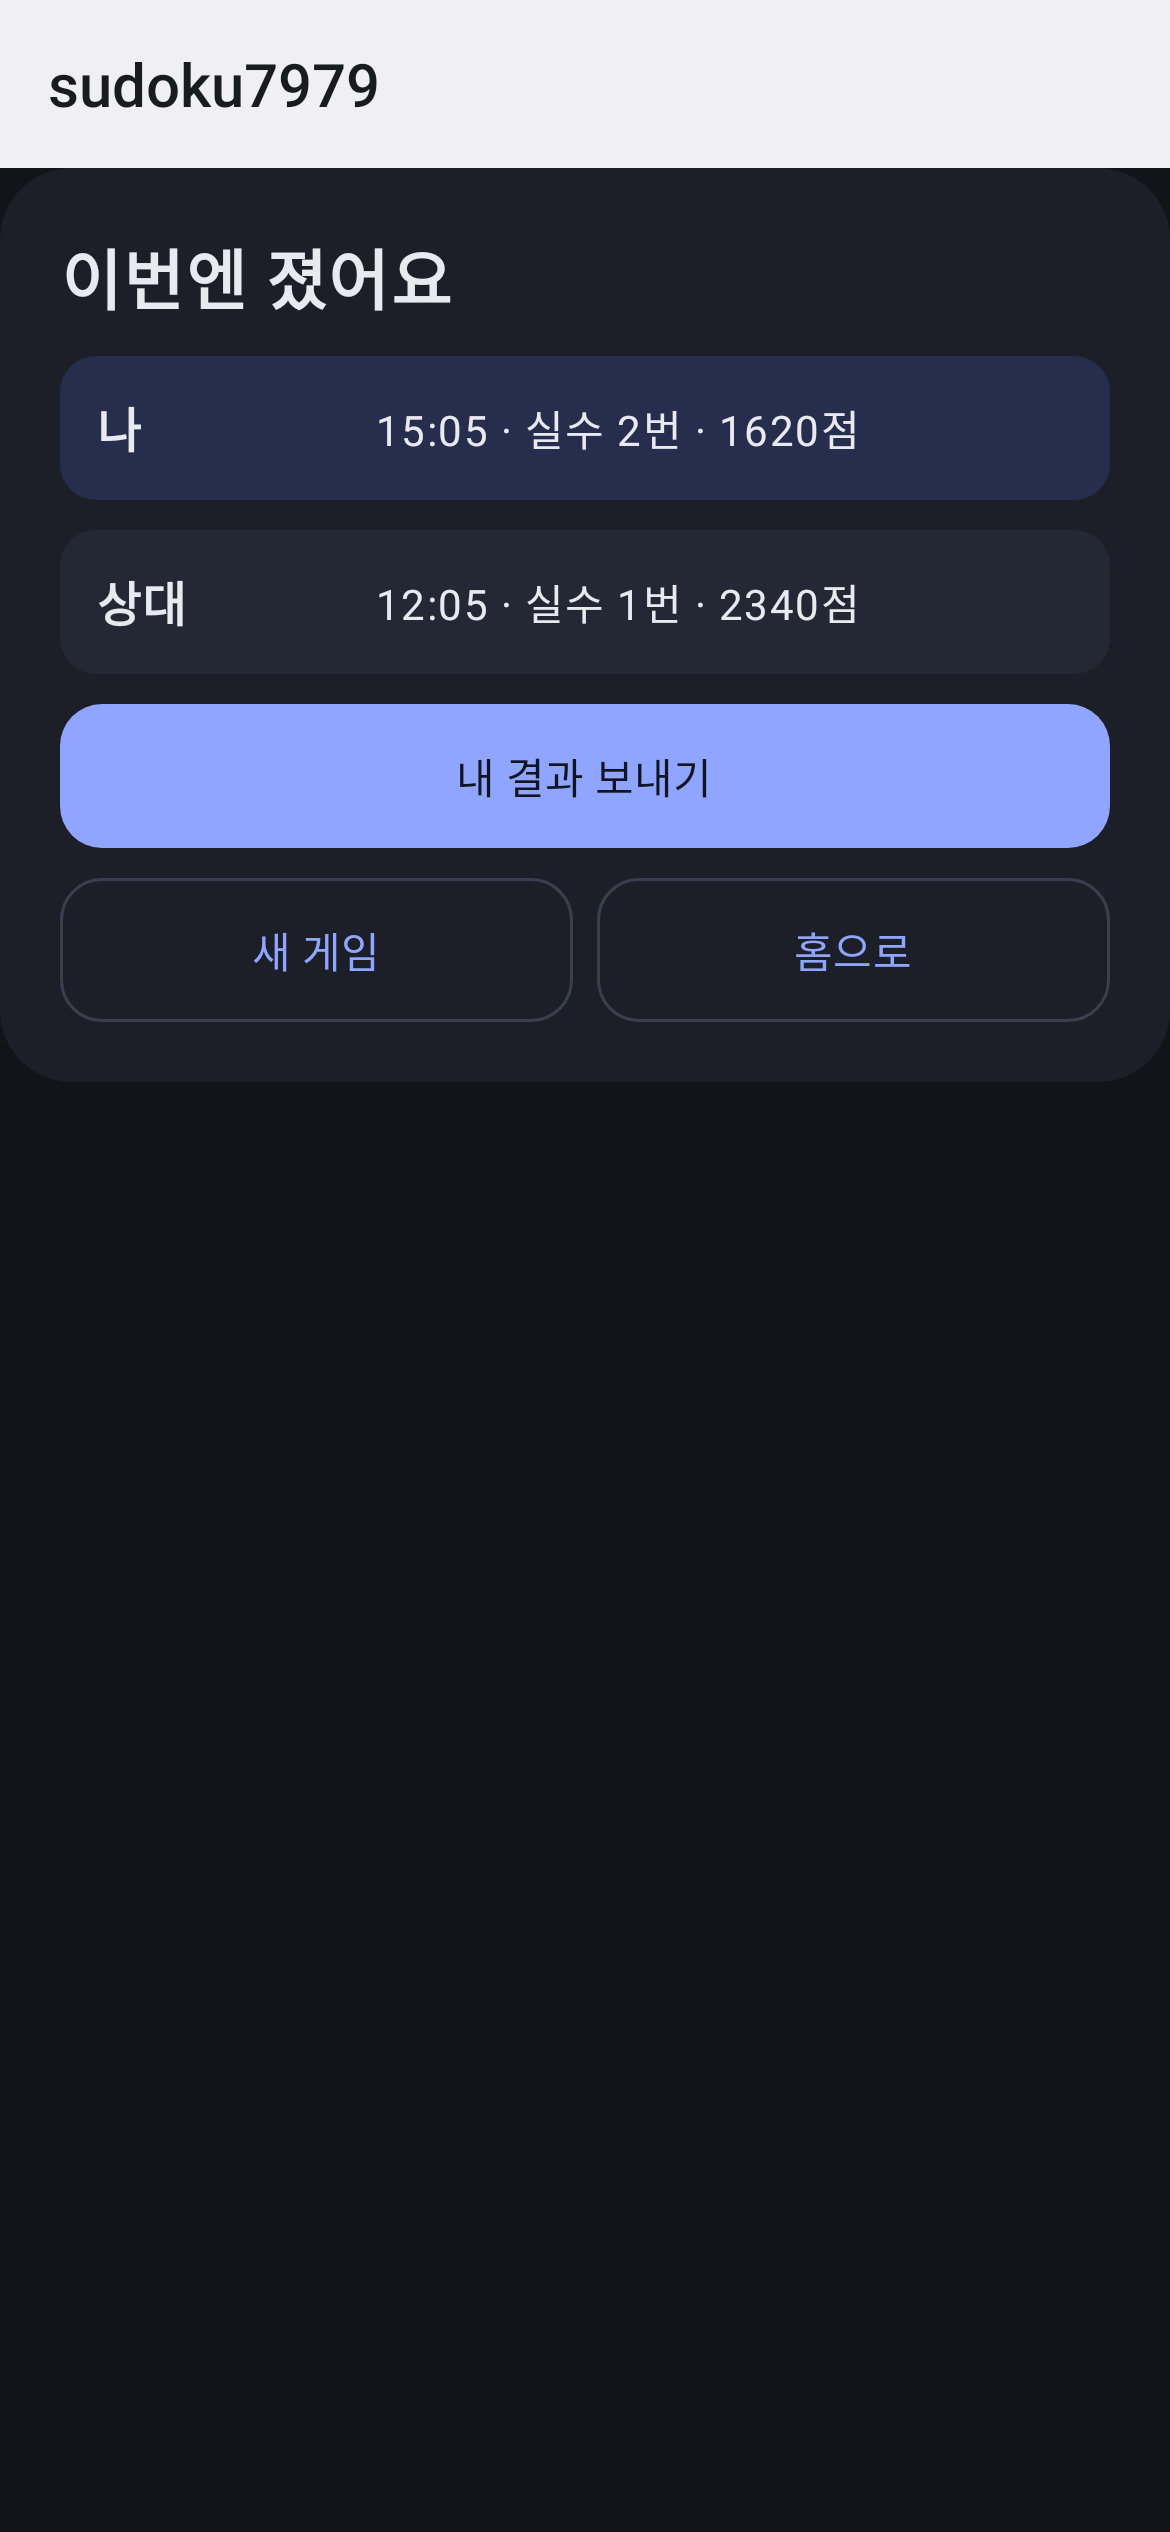 sudoku7979
이번엔 졌어요
나 15:05 · 실수 2번 · 1620점
상대 12:05 · 실수 1번 · 2340점
내 결과 보내기
새 게임 홈으로